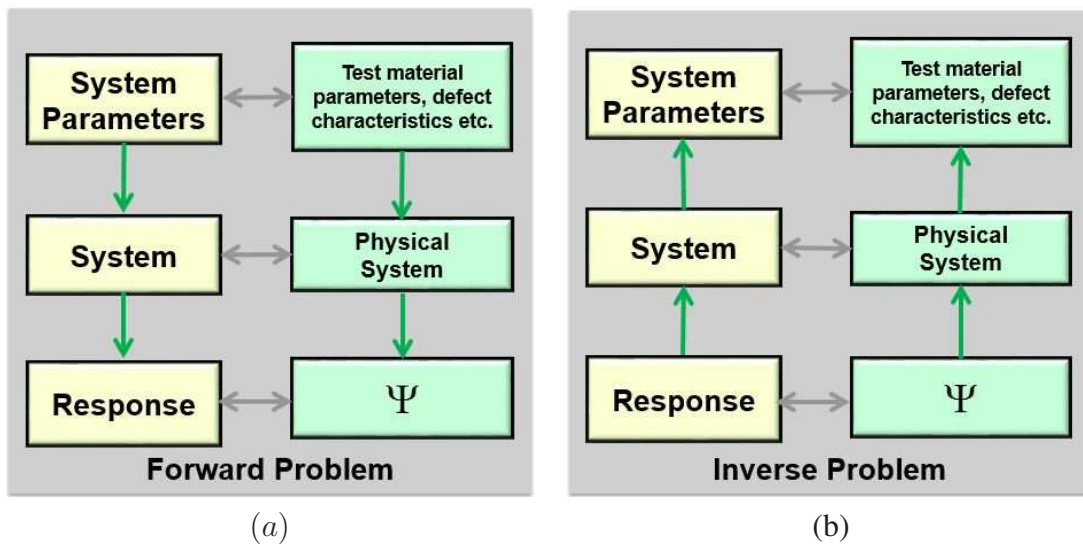 System
Parameters
Test material
parameters, defect
characteristics etc.
System
Physical
System
Response
Ψ
Forward Problem
(a)
System
Parameters
Test material
parameters, defect
characteristics etc.
System
Physical
System
Response
Ψ
Inverse Problem
(b)